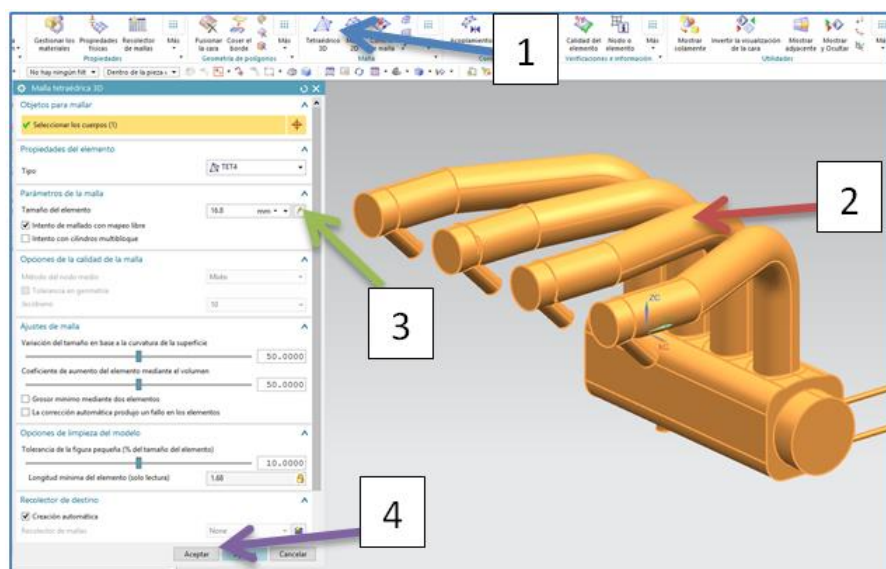 Gestionar los materiales
Propiedades físicas
Recolector de mallas
Más
Fusionar la cara
Coser el borde
Más
Tetraédrico 3D
Más
Calidad del elemento
Nodo o elemento
Más
Mostrar solamente
Invertir la visualización de la cara
Mostrar adyacente
Mostrar y Ocultar
Propiedades
Geometría de polígonos
Malla
Verificaciones e información
Utilidades
No hay ningún filt
Dentro de la pieza
Malla tetraédrica 3D
Objetos para mallar
Seleccionar los cuerpos (1)
Propiedades del elemento
Tipo
TET4
Parámetros de la malla
Tamaño del elemento
16.8 mm
Intento de mallado con mapeo libre
Intento con cilindros multibloque
Opciones de la calidad de la malla
Método del nodo medio
Mixto
Tolerancia en geometría
Jacobiano
10
Ajustes de malla
Variación del tamaño en base a la curvatura de la superficie
50.0000
Coeficiente de aumento del elemento mediante el volumen
50.0000
Grosor mínimo mediante dos elementos
La corrección automática produjo un fallo en los elementos
Opciones de limpieza del modelo
Tolerancia de la figura pequeña (% del tamaño del elemento)
10.0000
Longitud mínima del elemento (solo lectura)
1.68
Recolector de destino
Creación automática
Recolector de mallas
None
Aceptar
Cancelar
1
2
3
4
ZC
XC